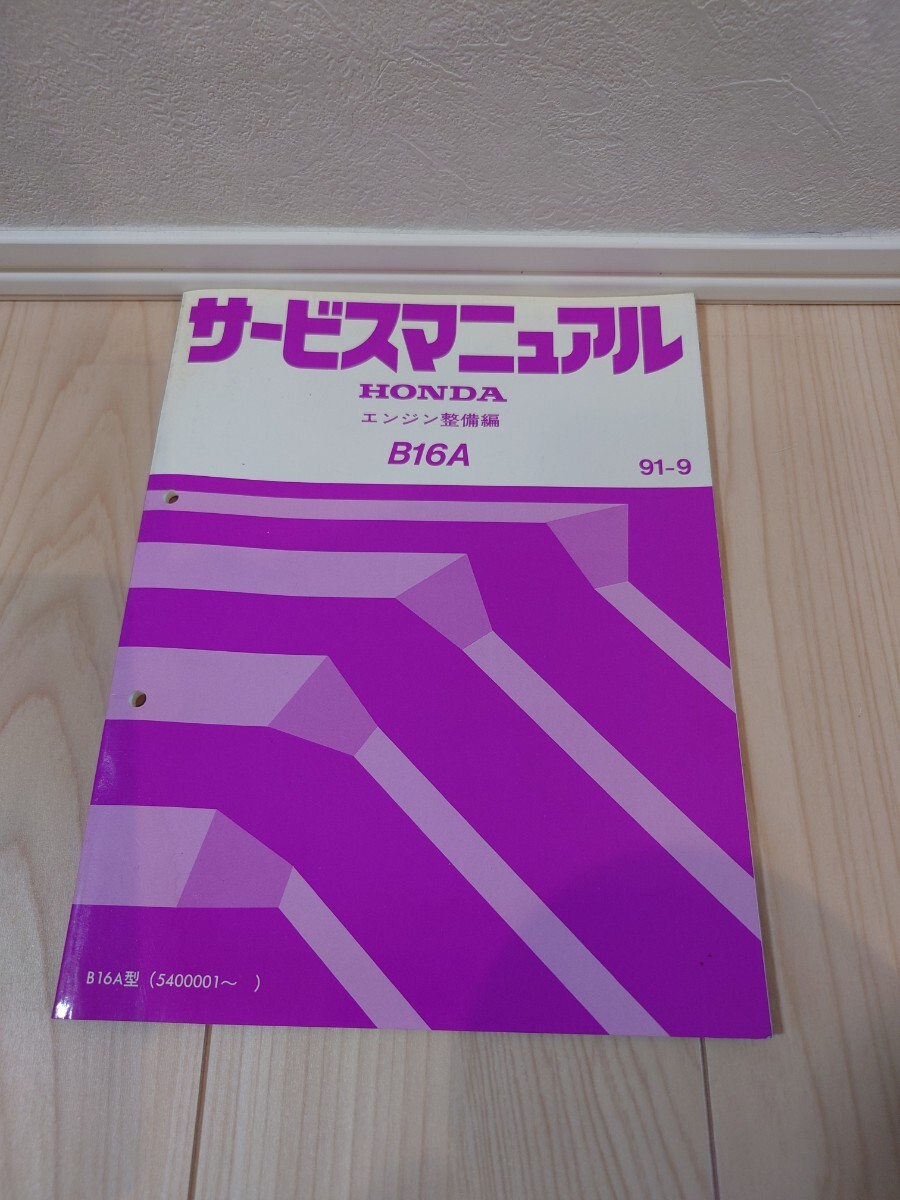 サービスマニュアル
HONDA
エンジン整備編
B16A
91-9
B16A型 (5400001～　)